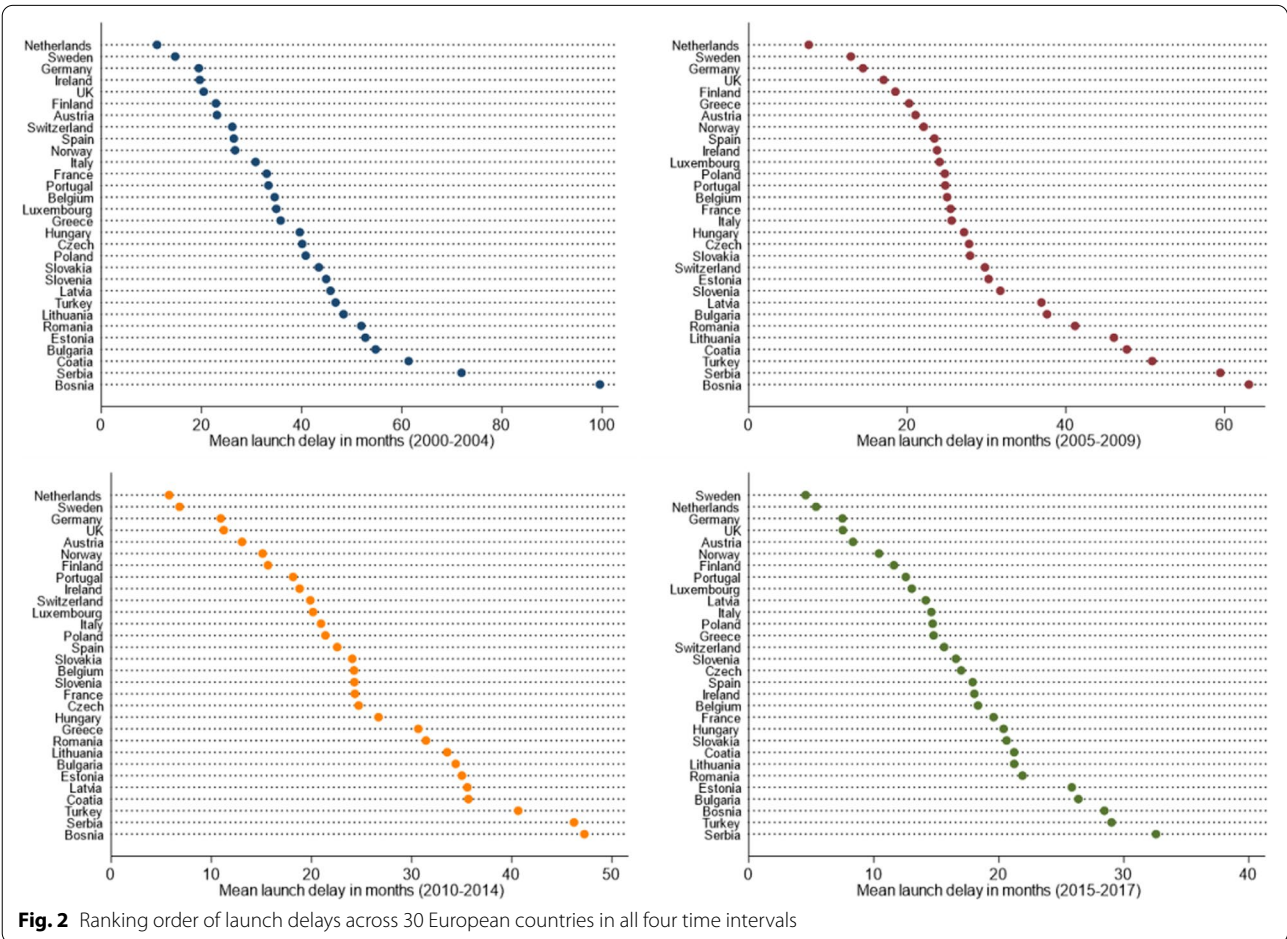 Netherlands
Sweden
Germany
Ireland
UK
Finland
Austria
Switzerland
Spain
Norway
Italy
France
Portugal
Belgium
Luxembourg
Greece
Hungary
Czech
Poland
Slovakia
Slovenia
Latvia
Turkey
Lithuania
Romania
Estonia
Bulgaria
Coatia
Serbia
Bosnia
0 20 40 60 80 100
Mean launch delay in months (2000-2004)
Netherlands
Sweden
Germany
UK
Finland
Greece
Austria
Norway
Spain
Ireland
Luxembourg
Poland
Portugal
Belgium
France
Italy
Hungary
Czech
Slovakia
Switzerland
Estonia
Slovenia
Latvia
Bulgaria
Romania
Lithuania
Coatia
Turkey
Serbia
Bosnia
0 20 40 60
Mean launch delay in months (2005-2009)
Netherlands
Sweden
Germany
UK
Austria
Norway
Finland
Portugal
Ireland
Switzerland
Luxembourg
Italy
Poland
Spain
Slovakia
Belgium
Slovenia
France
Czech
Hungary
Greece
Romania
Lithuania
Bulgaria
Estonia
Latvia
Coatia
Turkey
Serbia
Bosnia
0 10 20 30 40 50
Mean launch delay in months (2010-2014)
Sweden
Netherlands
Germany
UK
Austria
Norway
Finland
Portugal
Luxembourg
Latvia
Italy
Poland
Greece
Switzerland
Slovenia
Czech
Spain
Ireland
Belgium
France
Hungary
Slovakia
Coatia
Lithuania
Romania
Estonia
Bulgaria
Bosnia
Turkey
Serbia
0 10 20 30 40
Mean launch delay in months (2015-2017)
Fig. 2 Ranking order of launch delays across 30 European countries in all four time intervals